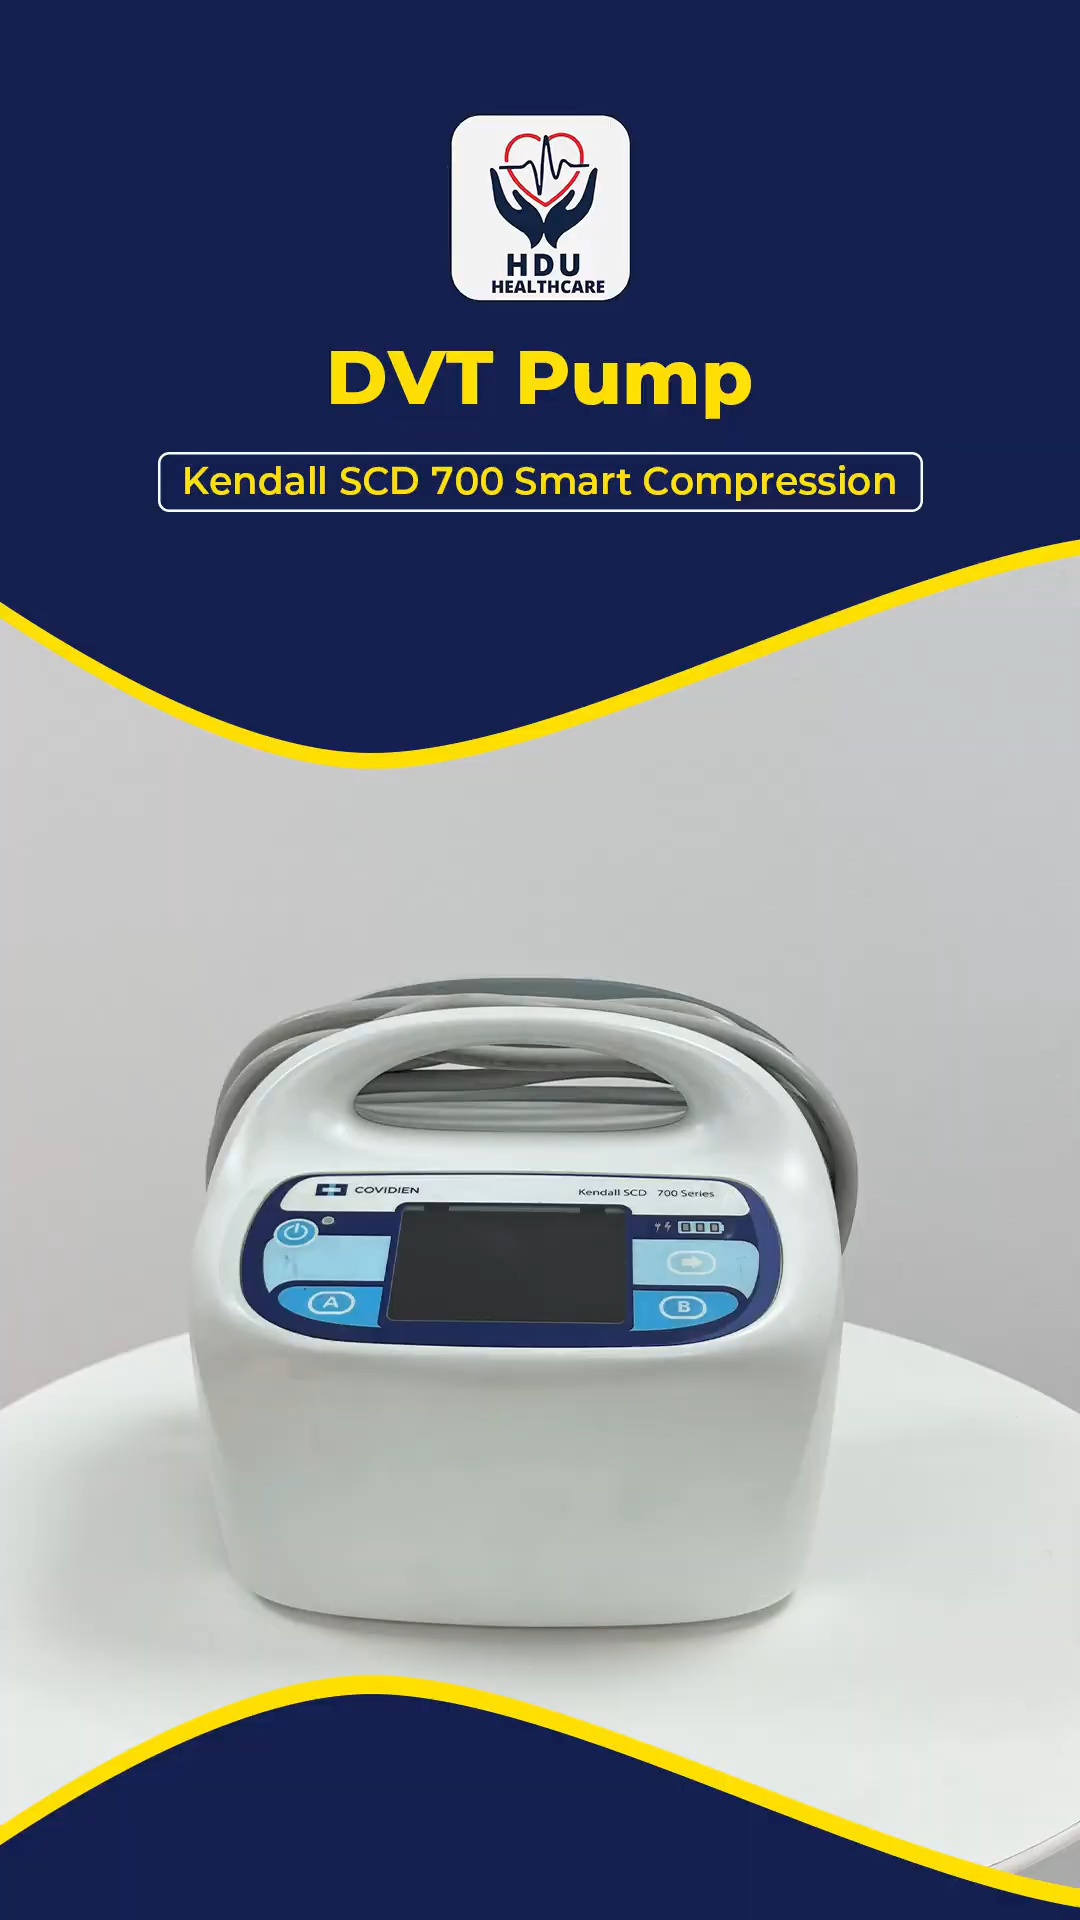 HDU
HEALTHCARE
DVT Pump
Kendall SCD 700 Smart Compression
COVIDIEN
Kendall SCD 700 Series
A
B